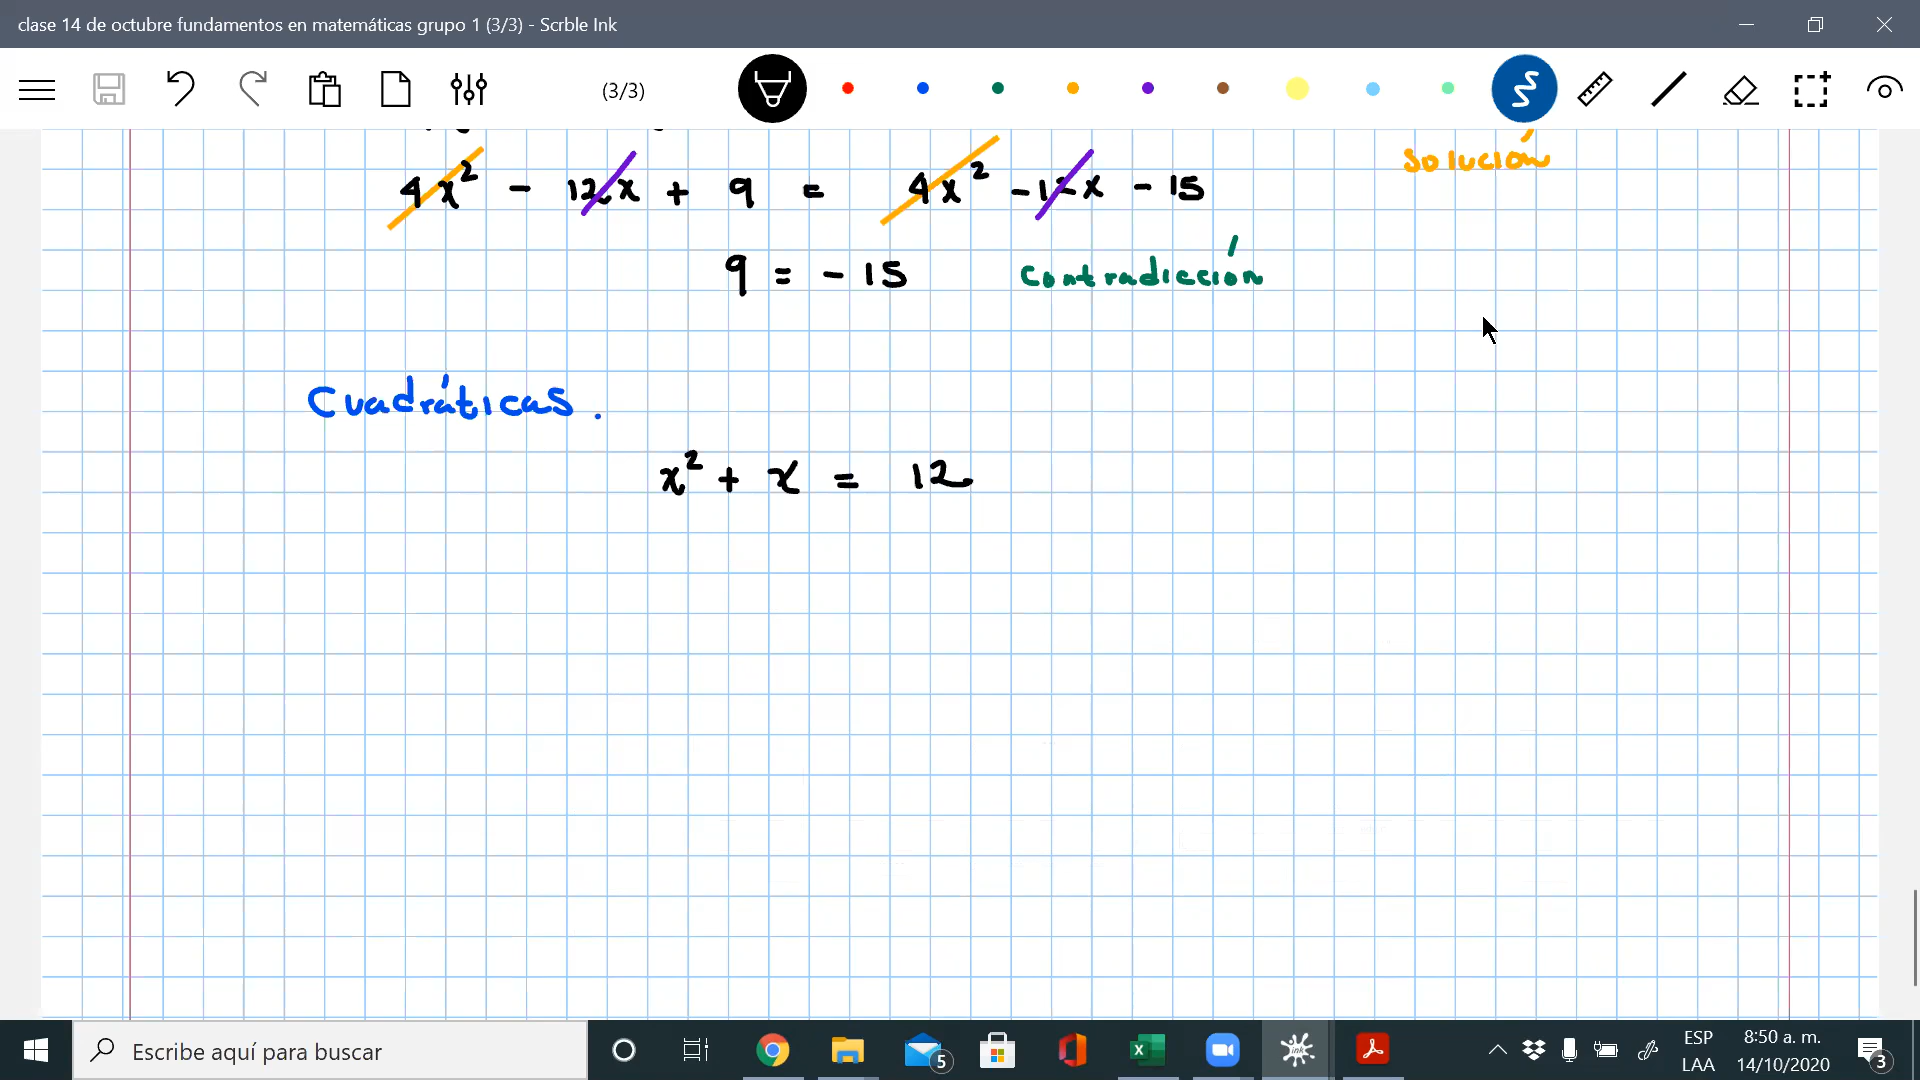 clase 14 de octubre fundamentos en matemáticas grupo 1 (3/3) - Scrble Ink
(3/3)
solución
4x² - 12x + 9 = 4x² - 12x - 15
9 = - 15 contradicción
Cuadráticas.
x² + x = 12
Escribe aquí para buscar
5
ESP
LAA
8:50 a. m.
14/10/2020
3